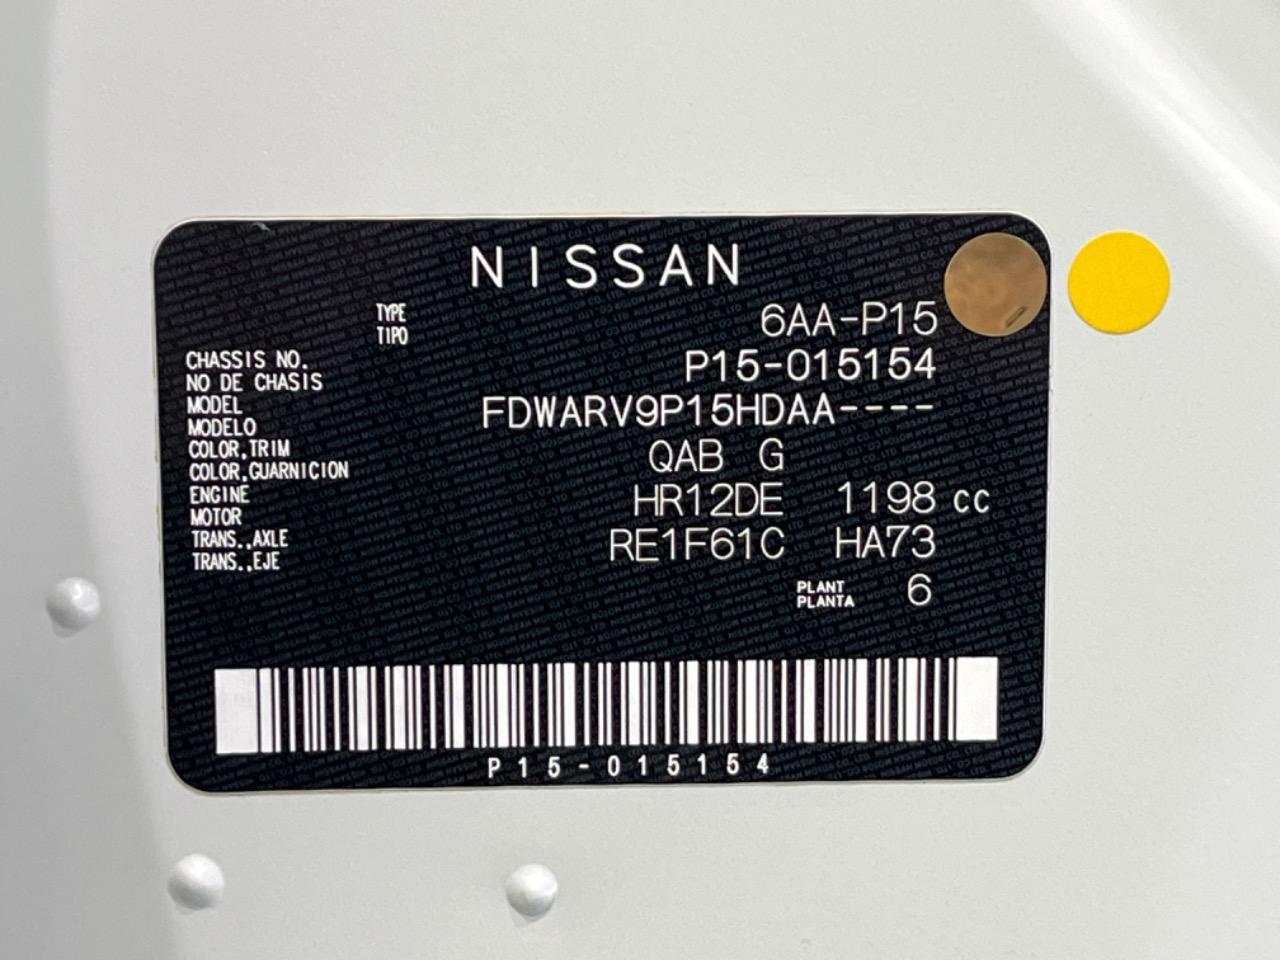 NISSAN
TYPE
TIPO 6AA-P15
CHASSIS NO.
NO DE CHASIS P15-015154
MODEL
MODELO FDWARV9P15HDAA----
COLOR,TRIM
COLOR,GUARNICION QAB G
ENGINE
MOTOR HR12DE 1198 cc
TRANS.,AXLE
TRANS.,EJE RE1F61C HA73
PLANT
PLANTA 6
P15-015154